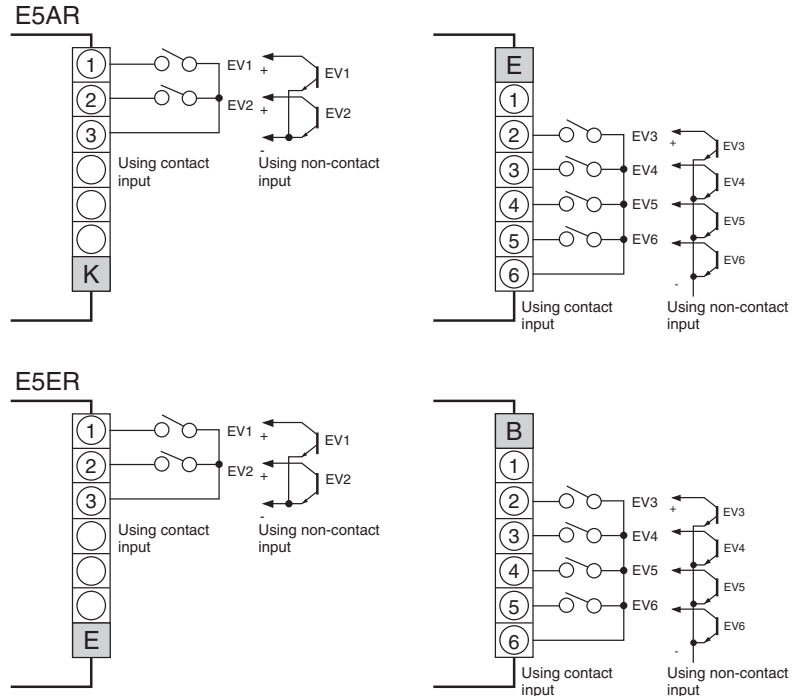 E5AR
1
EV1 + EV1
2
EV2 + EV2
3
-
Using contact
input
Using non-contact
input
K
E
1
2 EV3 + EV3
3 EV4 EV4
4 EV5 EV5
5 EV6 EV6
6 -
Using contact
input
Using non-contact
input
E5ER
1
EV1 + EV1
2
EV2 + EV2
3
-
Using contact
input
Using non-contact
input
E
B
1
2 EV3 + EV3
3 EV4 EV4
4 EV5 EV5
5 EV6 EV6
6 -
Using contact
input
Using non-contact
input